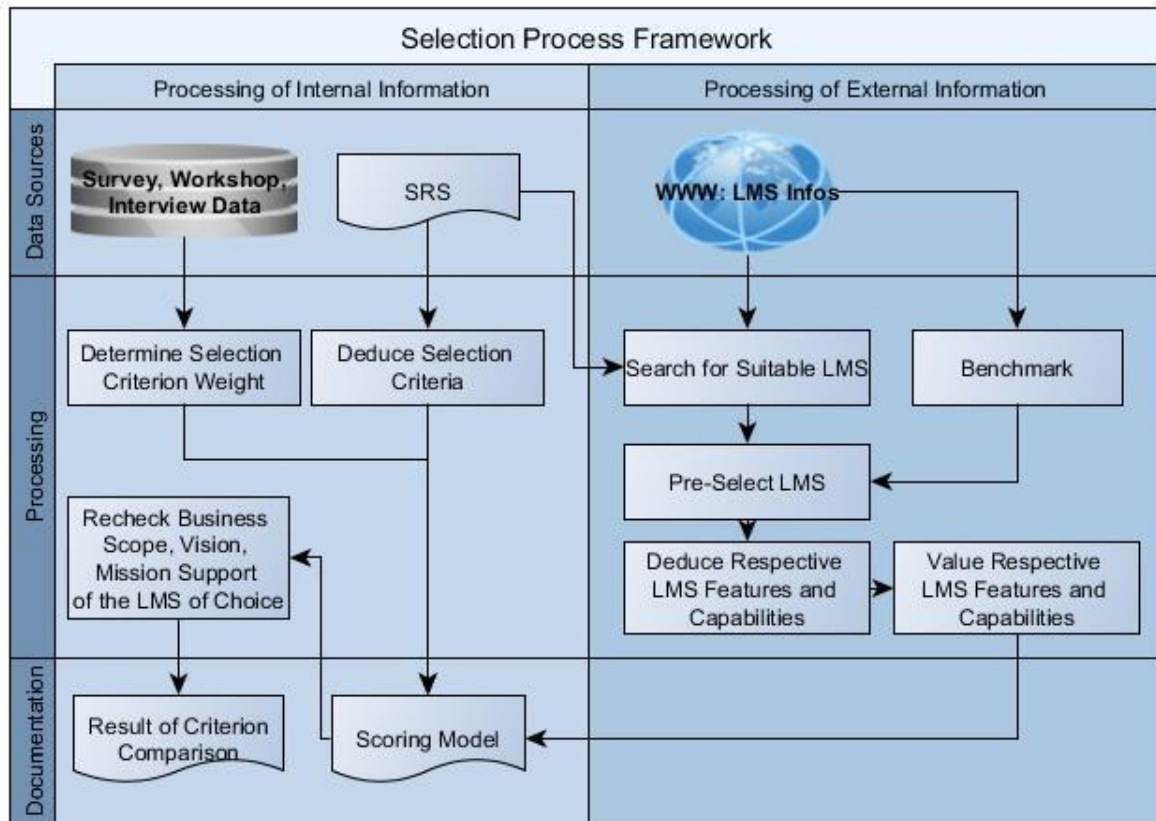 Selection Process Framework
Processing of Internal Information
Processing of External Information
Data Sources
Survey, Workshop,
Interview Data
SRS
WWW: LMS Infos
Processing
Determine Selection
Criterion Weight
Deduce Selection
Criteria
Search for Suitable LMS
Benchmark
Pre-Select LMS
Recheck Business
Scope, Vision,
Mission Support
of the LMS of Choice
Deduce Respective
LMS Features and
Capabilities
Value Respective
LMS Features and
Capabilities
Documentation
Result of Criterion
Comparison
Scoring Model